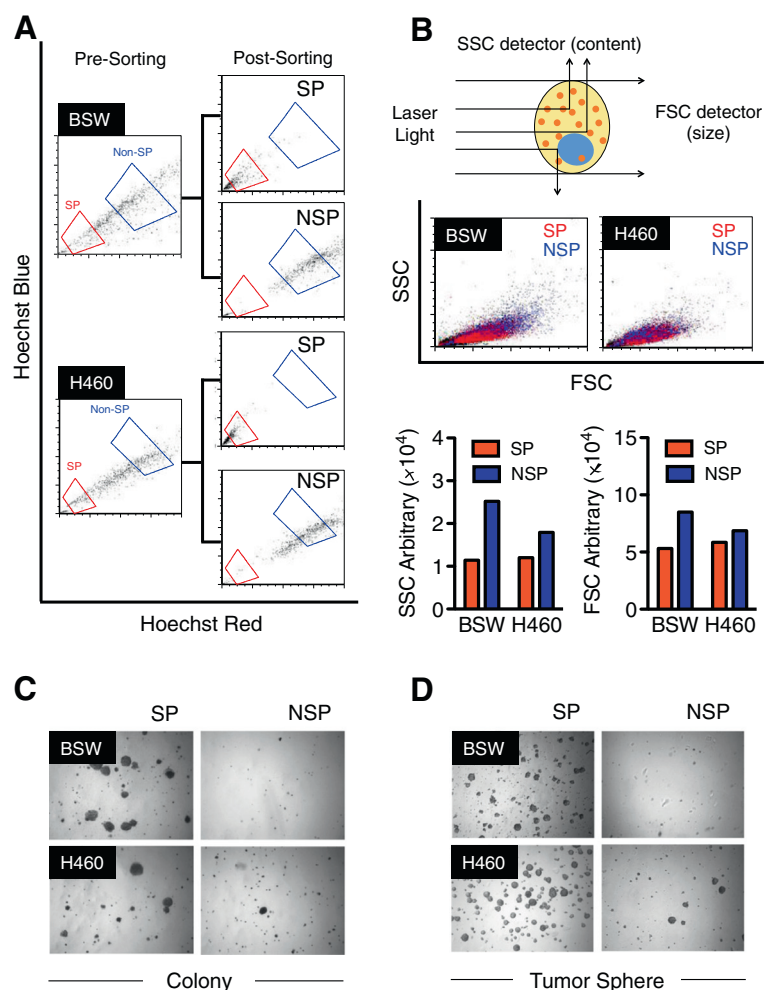 A
Pre-Sorting
Post-Sorting
BSW
Non-SP
SP
SP
NSP
H460
Non-SP
SP
SP
NSP
Hoechst Blue
Hoechst Red
B
SSC detector (content)
Laser
Light
FSC detector
(size)
BSW
SP
NSP
H460
SP
NSP
SSC
FSC
SSC Arbitrary (×10⁴)
4
3
2
1
0
SP
NSP
BSW H460
FSC Arbitrary (×10⁴)
15
10
5
0
SP
NSP
BSW H460
C
SP
NSP
BSW
H460
Colony
D
SP
NSP
BSW
H460
Tumor Sphere